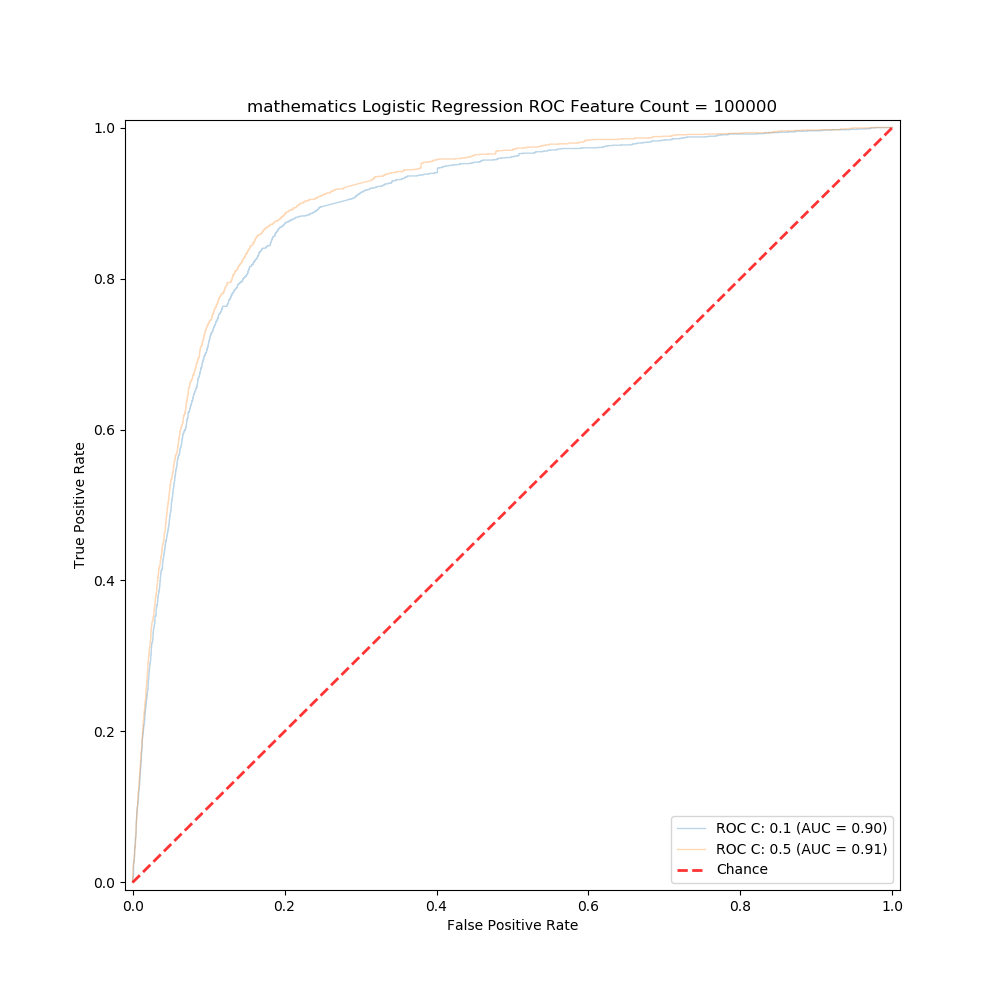 mathematics Logistic Regression ROC Feature Count = 100000
1.0
0.8
0.6
0.4
0.2
0.0
True Positive Rate
0.0 0.2 0.4 0.6 0.8 1.0
False Positive Rate
ROC C: 0.1 (AUC = 0.90)
ROC C: 0.5 (AUC = 0.91)
Chance